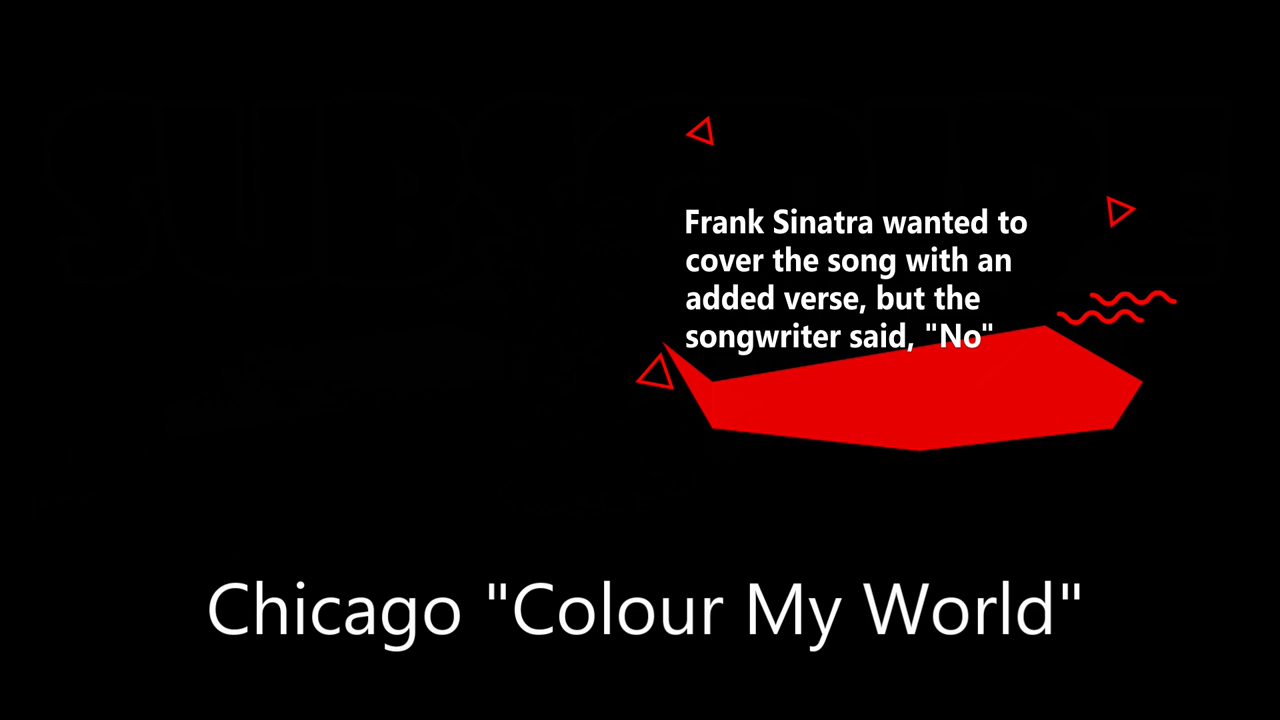 Frank Sinatra wanted to
cover the song with an
added verse, but the
songwriter said, "No"
Chicago "Colour My World"